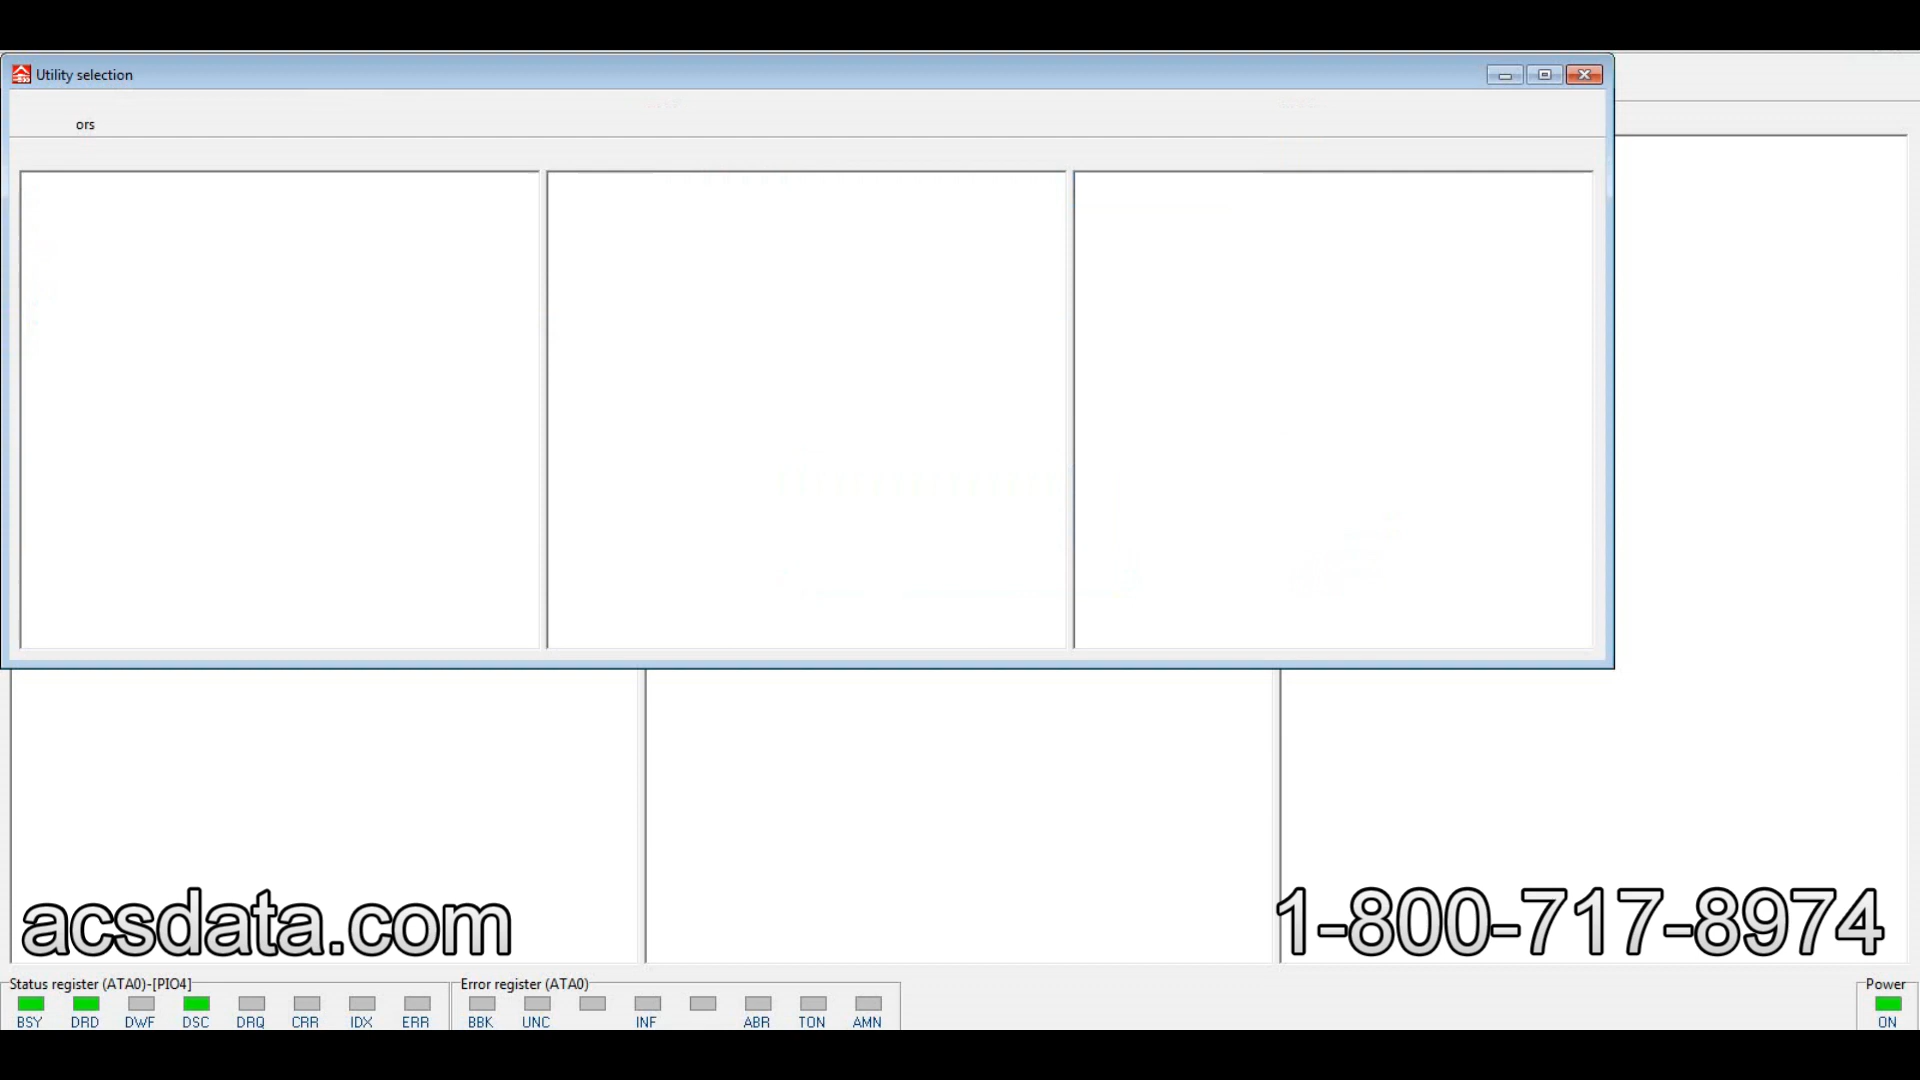 Utility selection
ors
acsdata.com
1-800-717-8974
Status register (ATA0)-[PIO4]
Error register (ATA0)
Power
BSY DRD DWF DSC DRQ CRR IDX ERR
BBK UNC INF ABR TON AMN
ON